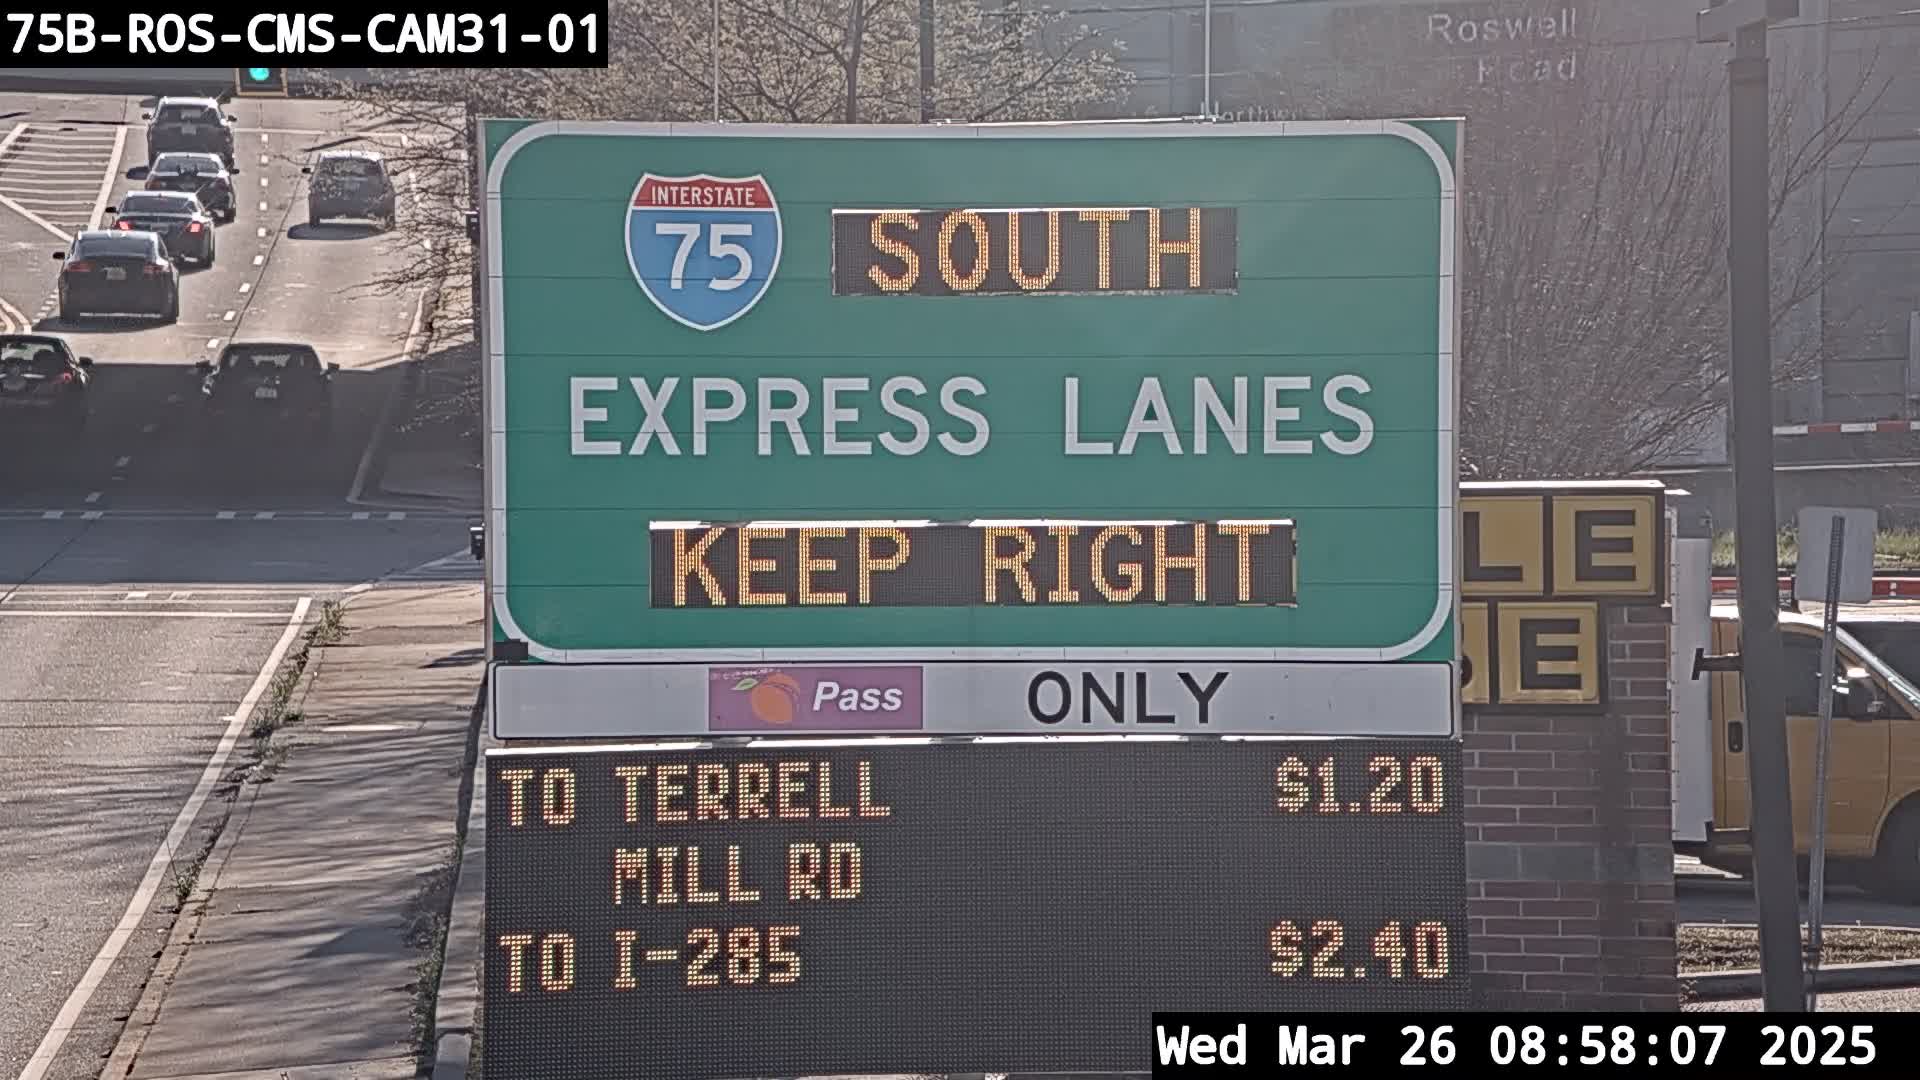 75B-ROS-CMS-CAM31-01
Roswell
Road
INTERSTATE
75
SOUTH
EXPRESS LANES
KEEP RIGHT
Pass
ONLY
TO TERRELL $1.20
MILL RD
TO I-285 $2.40
LE
E
Wed Mar 26 08:58:07 2025